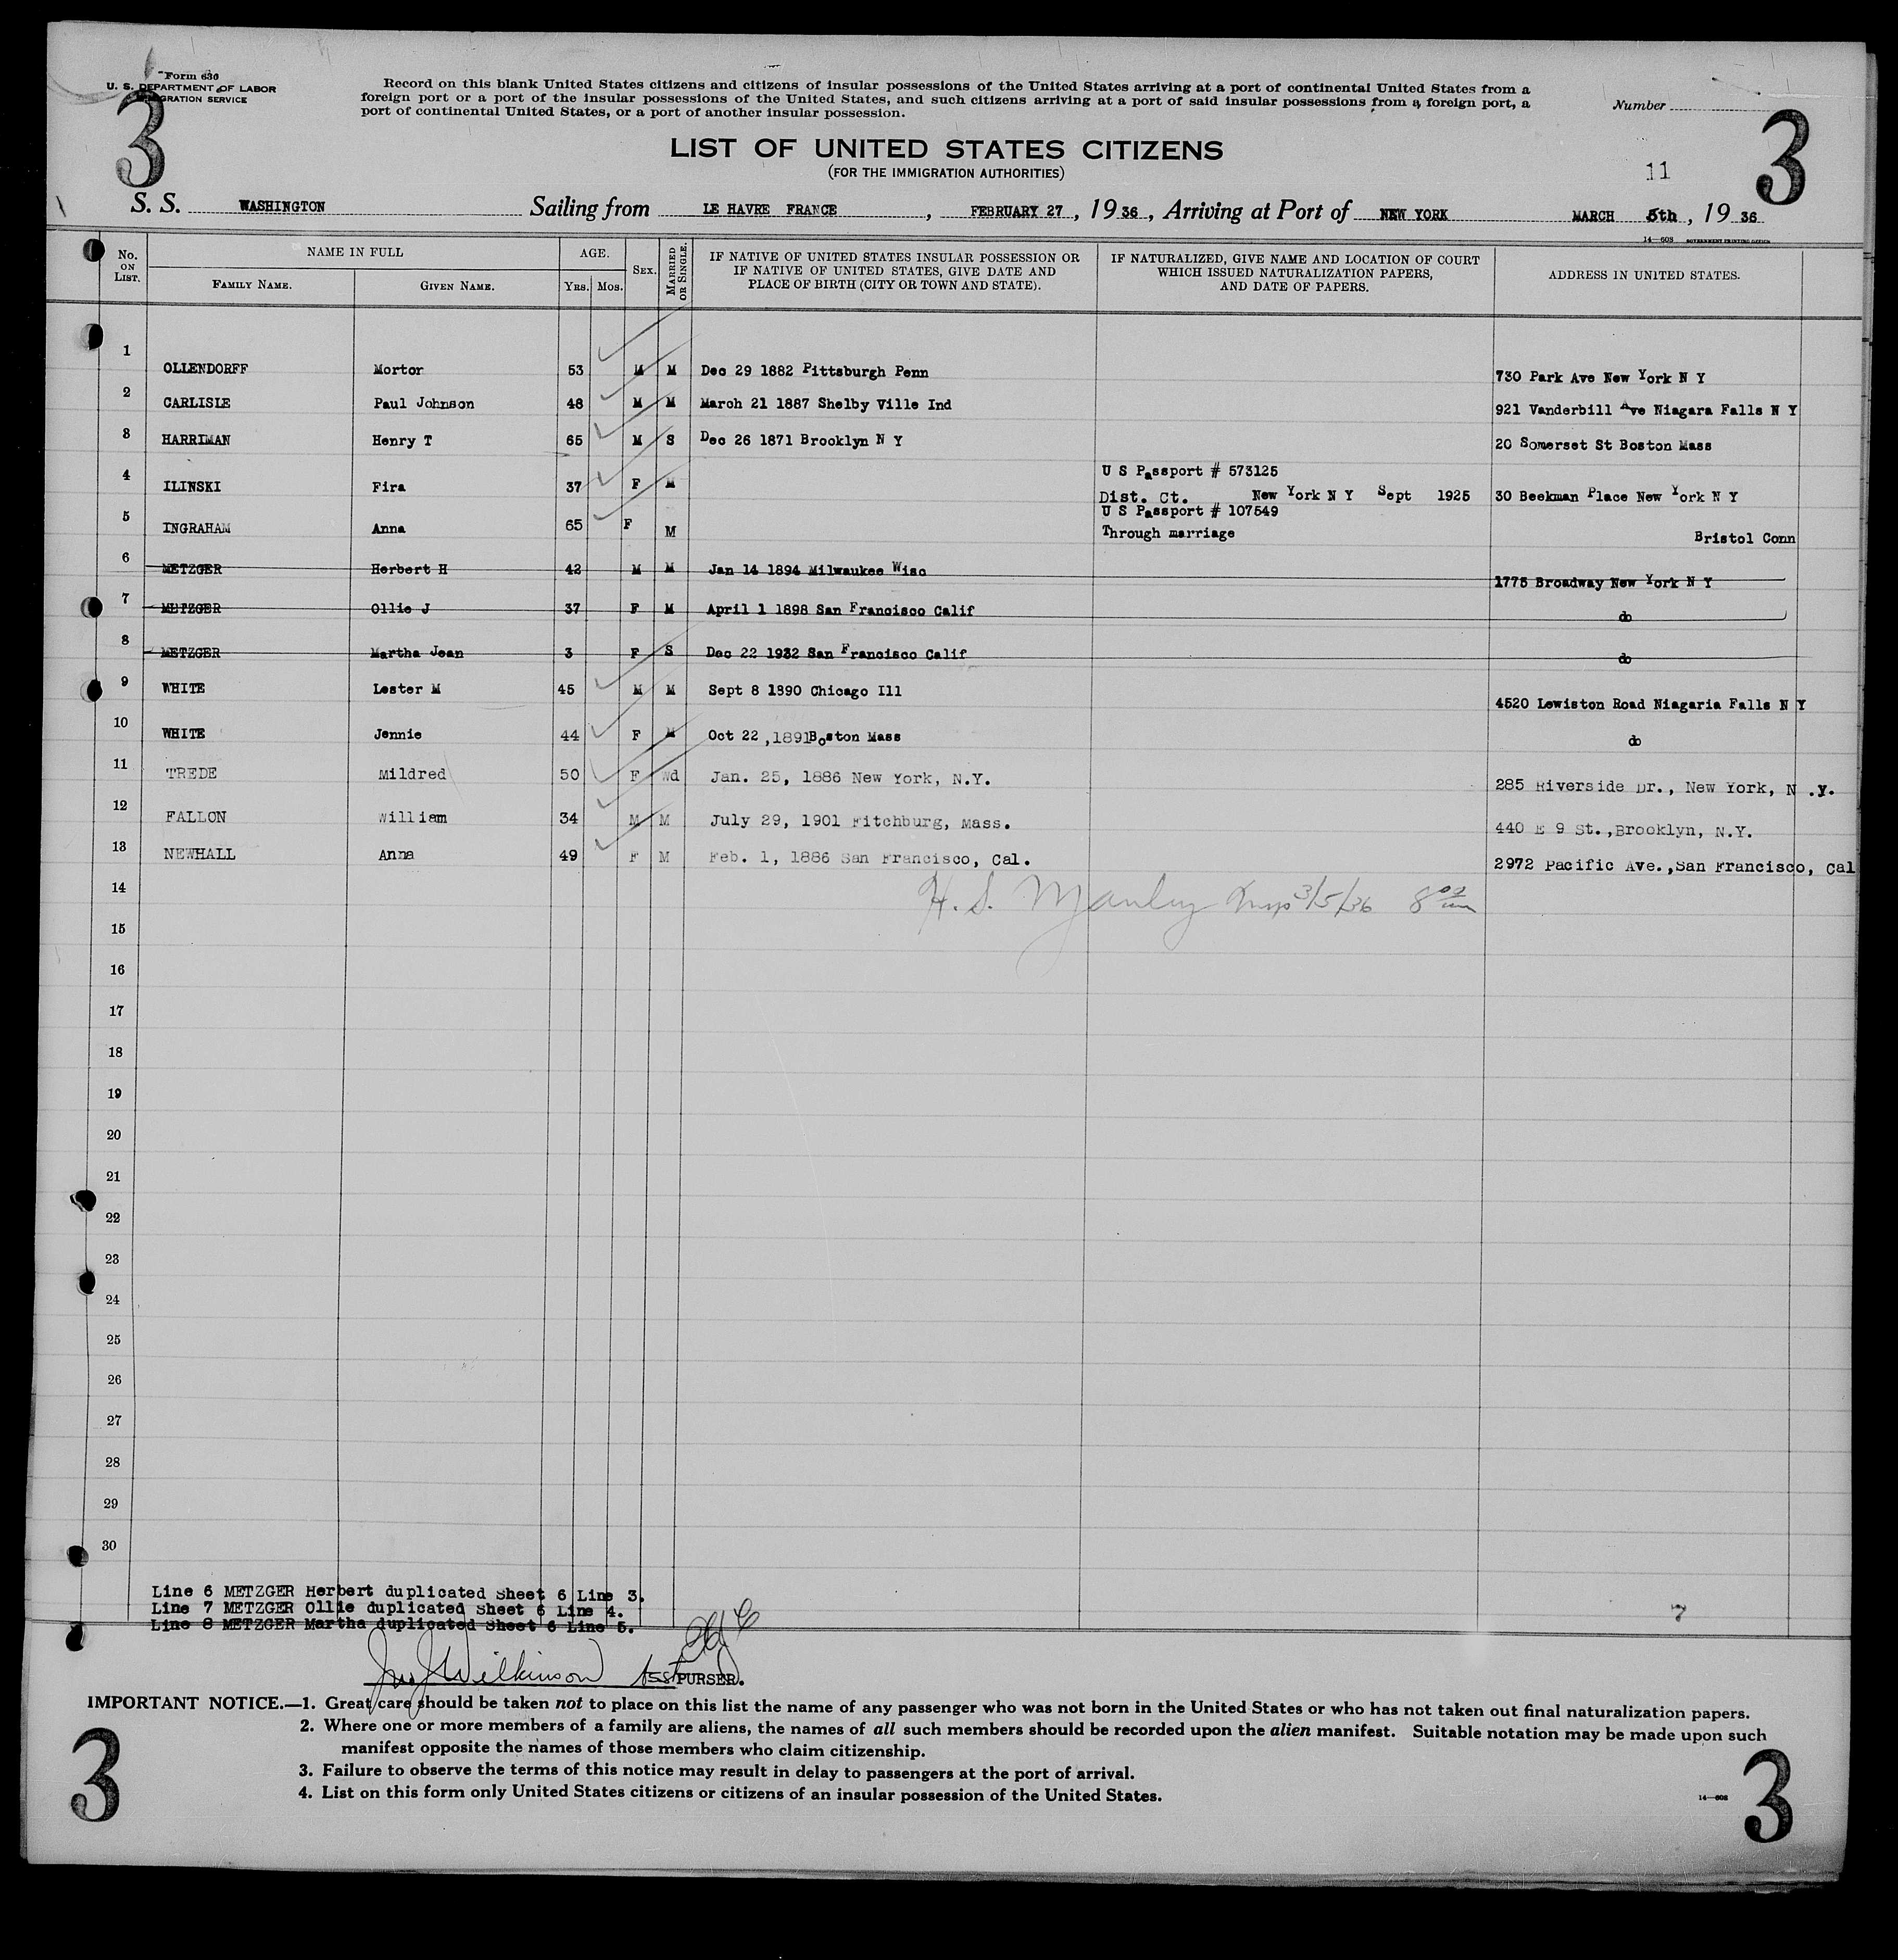 Form 630
U. S. DEPARTMENT OF LABOR
IMMIGRATION SERVICE
3
Record on this blank United States citizens and citizens of insular possessions of the United States arriving at a port of continental United States from a
foreign port or a port of the insular possessions of the United States, and such citizens arriving at a port of said insular possessions from a foreign port, a
port of continental United States, or a port of another insular possession.
Number
3
LIST OF UNITED STATES CITIZENS
(FOR THE IMMIGRATION AUTHORITIES)
11
S. S. WASHINGTON Sailing from LE HAVRE FRANCE , FEBRUARY 27 , 19 36 , Arriving at Port of NEW YORK MARCH 5th , 19 36
14—608 GOVERNMENT PRINTING OFFICE
No. ON LIST. NAME IN FULL FAMILY NAME. GIVEN NAME. AGE. YRS. MOS. SEX. MARRIED OR SINGLE. IF NATIVE OF UNITED STATES INSULAR POSSESSION OR IF NATIVE OF UNITED STATES, GIVE DATE AND PLACE OF BIRTH (CITY OR TOWN AND STATE). IF NATURALIZED, GIVE NAME AND LOCATION OF COURT WHICH ISSUED NATURALIZATION PAPERS, AND DATE OF PAPERS. ADDRESS IN UNITED STATES.
1 OLLENDORFF Mortor 53 M M Dec 29 1882 Pittsburgh Penn 730 Park Ave New York N Y
2 CARLISLE Paul Johnson 48 M M March 21 1887 Shelby Ville Ind 921 Vanderbill Ave Niagara Falls N Y
3 HARRIMAN Henry T 65 M S Dec 26 1871 Brooklyn N Y 20 Somerset St Boston Mass
U S Passport # 573125
4 ILINSKI Fira 37 F M Dist. Ct. New York N Y Sept 1925 30 Beekman Place New York N Y
U S Passport # 107549
5 INGRAHAM Anna 65 F M Through marriage Bristol Conn
6 METZGER Herbert H 42 M M Jan 14 1894 Milwaukee Wisc 1775 Broadway New York N Y
7 METZGER Ollie J 37 F M April 1 1898 San Francisco Calif do
8 METZGER Martha Jean 3 F S Dec 22 1932 San Francisco Calif do
9 WHITE Lester M 45 M M Sept 8 1890 Chicago Ill 4520 Lewiston Road Niagaria Falls N Y
10 WHITE Jennie 44 F M Oct 22 ,1891 Boston Mass do
11 TREDE Mildred 50 F Wd Jan. 25, 1886 New York, N.Y. 285 Riverside Dr., New York, N .Y.
12 FALLON William 34 M M July 29, 1901 Fitchburg, Mass. 440 E 9 St.,Brooklyn, N.Y.
13 NEWHALL Anna 49 F M Feb. 1, 1886 San Francisco, Cal. 2972 Pacific Ave.,San Francisco, Cal
14 H. S. Manley Insp 3/5/36 8 00
15
16
17
18
19
20
21
22
23
24
25
26
27
28
29
30
Line 6 METZGER Herbert duplicated Sheet 6 Line 3.
Line 7 METZGER Ollie duplicated Sheet 6 Line 4.
Line 8 METZGER Martha duplicated Sheet 6 Line 5.
7
Jno J Wilkinson Asst PURSER.
IMPORTANT NOTICE.—1. Great care should be taken not to place on this list the name of any passenger who was not born in the United States or who has not taken out final naturalization papers.
2. Where one or more members of a family are aliens, the names of all such members should be recorded upon the alien manifest. Suitable notation may be made upon such
manifest opposite the names of those members who claim citizenship.
3. Failure to observe the terms of this notice may result in delay to passengers at the port of arrival.
4. List on this form only United States citizens or citizens of an insular possession of the United States.
3
14—608
3